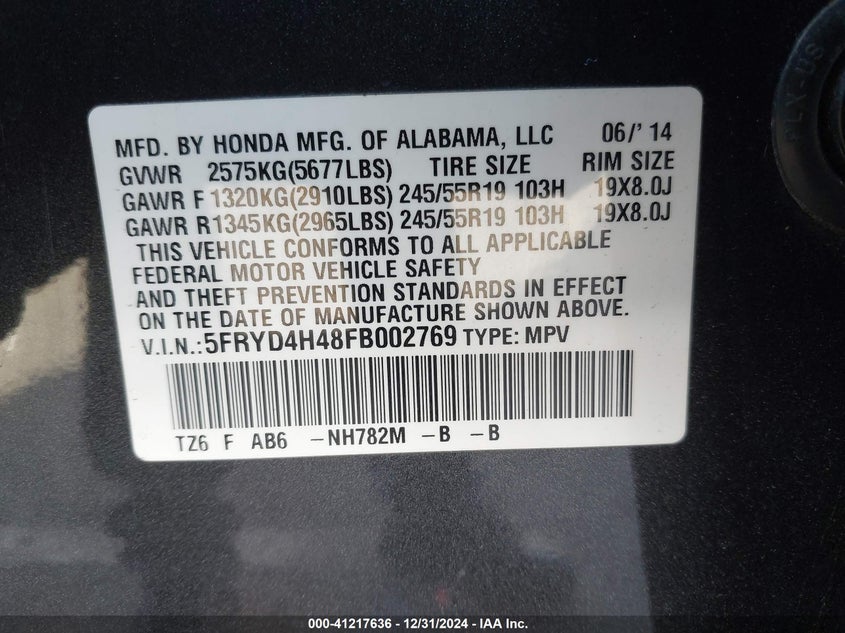 MFD. BY HONDA MFG. OF ALABAMA, LLC 06/'14
GVWR 2575KG(5677LBS) TIRE SIZE RIM SIZE
GAWR F 1320KG(2910LBS) 245/55R19 103H 19X8.0J
GAWR R 1345KG(2965LBS) 245/55R19 103H 19X8.0J
THIS VEHICLE CONFORMS TO ALL APPLICABLE
FEDERAL MOTOR VEHICLE SAFETY
AND THEFT PREVENTION STANDARDS IN EFFECT
ON THE DATE OF MANUFACTURE SHOWN ABOVE.
V.I.N.:5FRYD4H48FB002769 TYPE: MPV
TZ6 F AB6 -NH782M -B -B
000-41217636 - 12/31/2024 - IAA Inc.